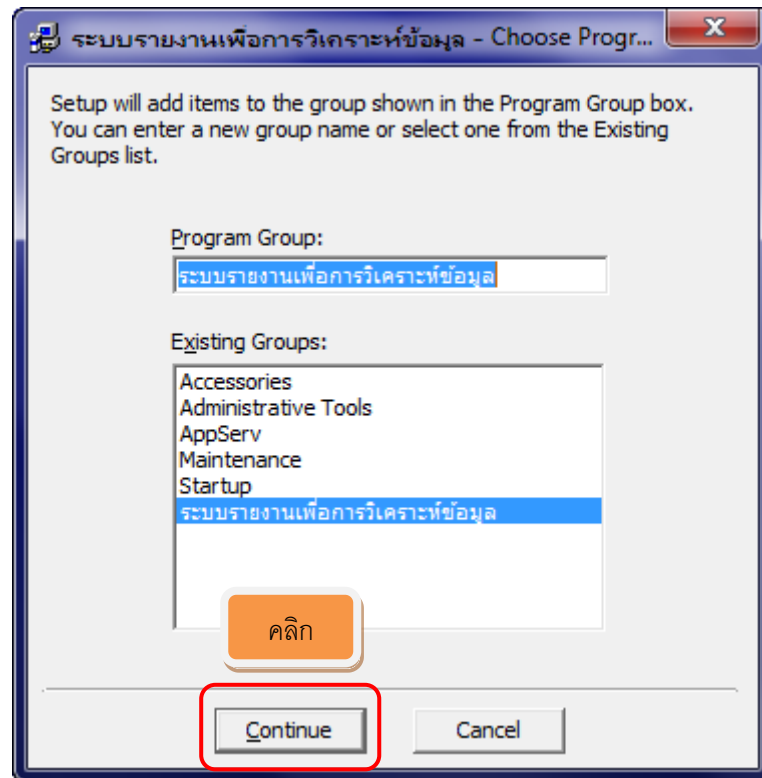 ระบบรายงานเพื่อการวิเคราะห์ข้อมูล - Choose Progr...
Setup will add items to the group shown in the Program Group box.
You can enter a new group name or select one from the Existing
Groups list.
Program Group:
ระบบรายงานเพื่อการวิเคราะห์ข้อมูล
Existing Groups:
Accessories
Administrative Tools
AppServ
Maintenance
Startup
ระบบรายงานเพื่อการวิเคราะห์ข้อมูล
คลิก
Continue
Cancel